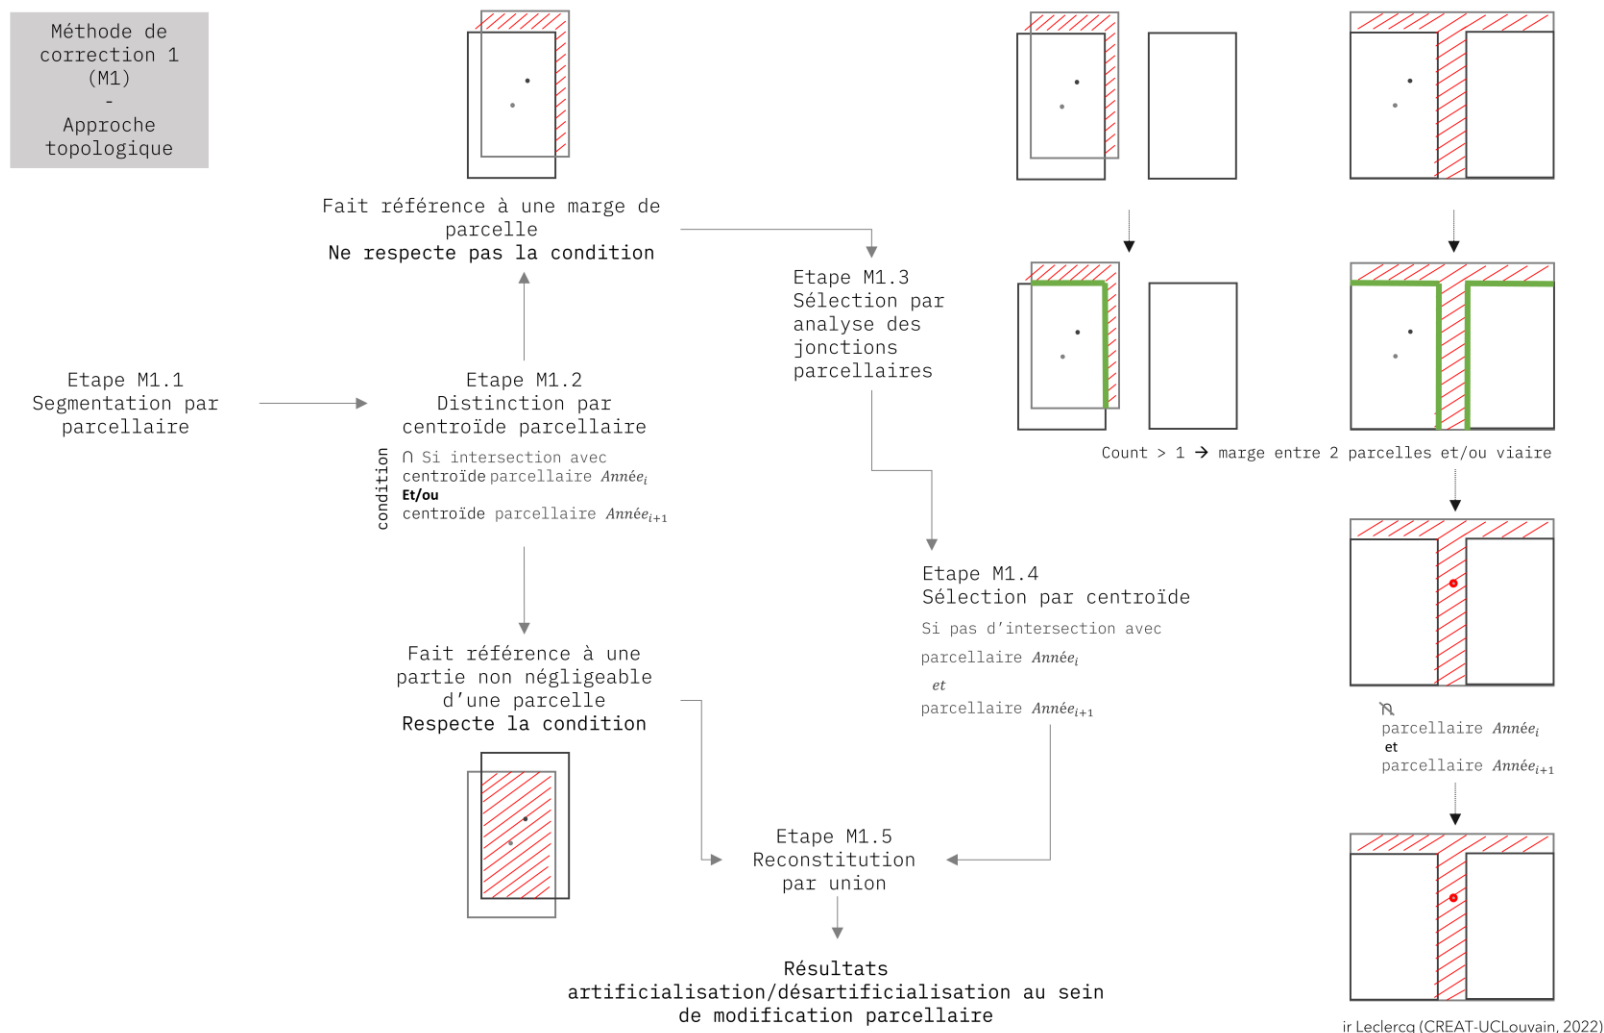 Méthode de
correction 1
(M1)
-
Approche
topologique
Fait référence à une marge de
parcelle
Ne respecte pas la condition
Etape M1.1
Segmentation par
parcellaire
Etape M1.2
Distinction par
centroïde parcellaire
condition
∩ Si intersection avec
centroïde parcellaire Annéeᵢ
Et/ou
centroïde parcellaire Annéeᵢ₊₁
Fait référence à une
partie non négligeable
d’une parcelle
Respecte la condition
Etape M1.3
Sélection par
analyse des
jonctions
parcellaires
Etape M1.4
Sélection par centroïde
Si pas d’intersection avec
parcellaire Annéeᵢ
et
parcellaire Annéeᵢ₊₁
Etape M1.5
Reconstitution
par union
Résultats
artificialisation/désartificialisation au sein
de modification parcellaire
Count > 1 → marge entre 2 parcelles et/ou viaire
∩̸
parcellaire Annéeᵢ
et
parcellaire Annéeᵢ₊₁
ir Leclercq (CREAT-UCLouvain, 2022)